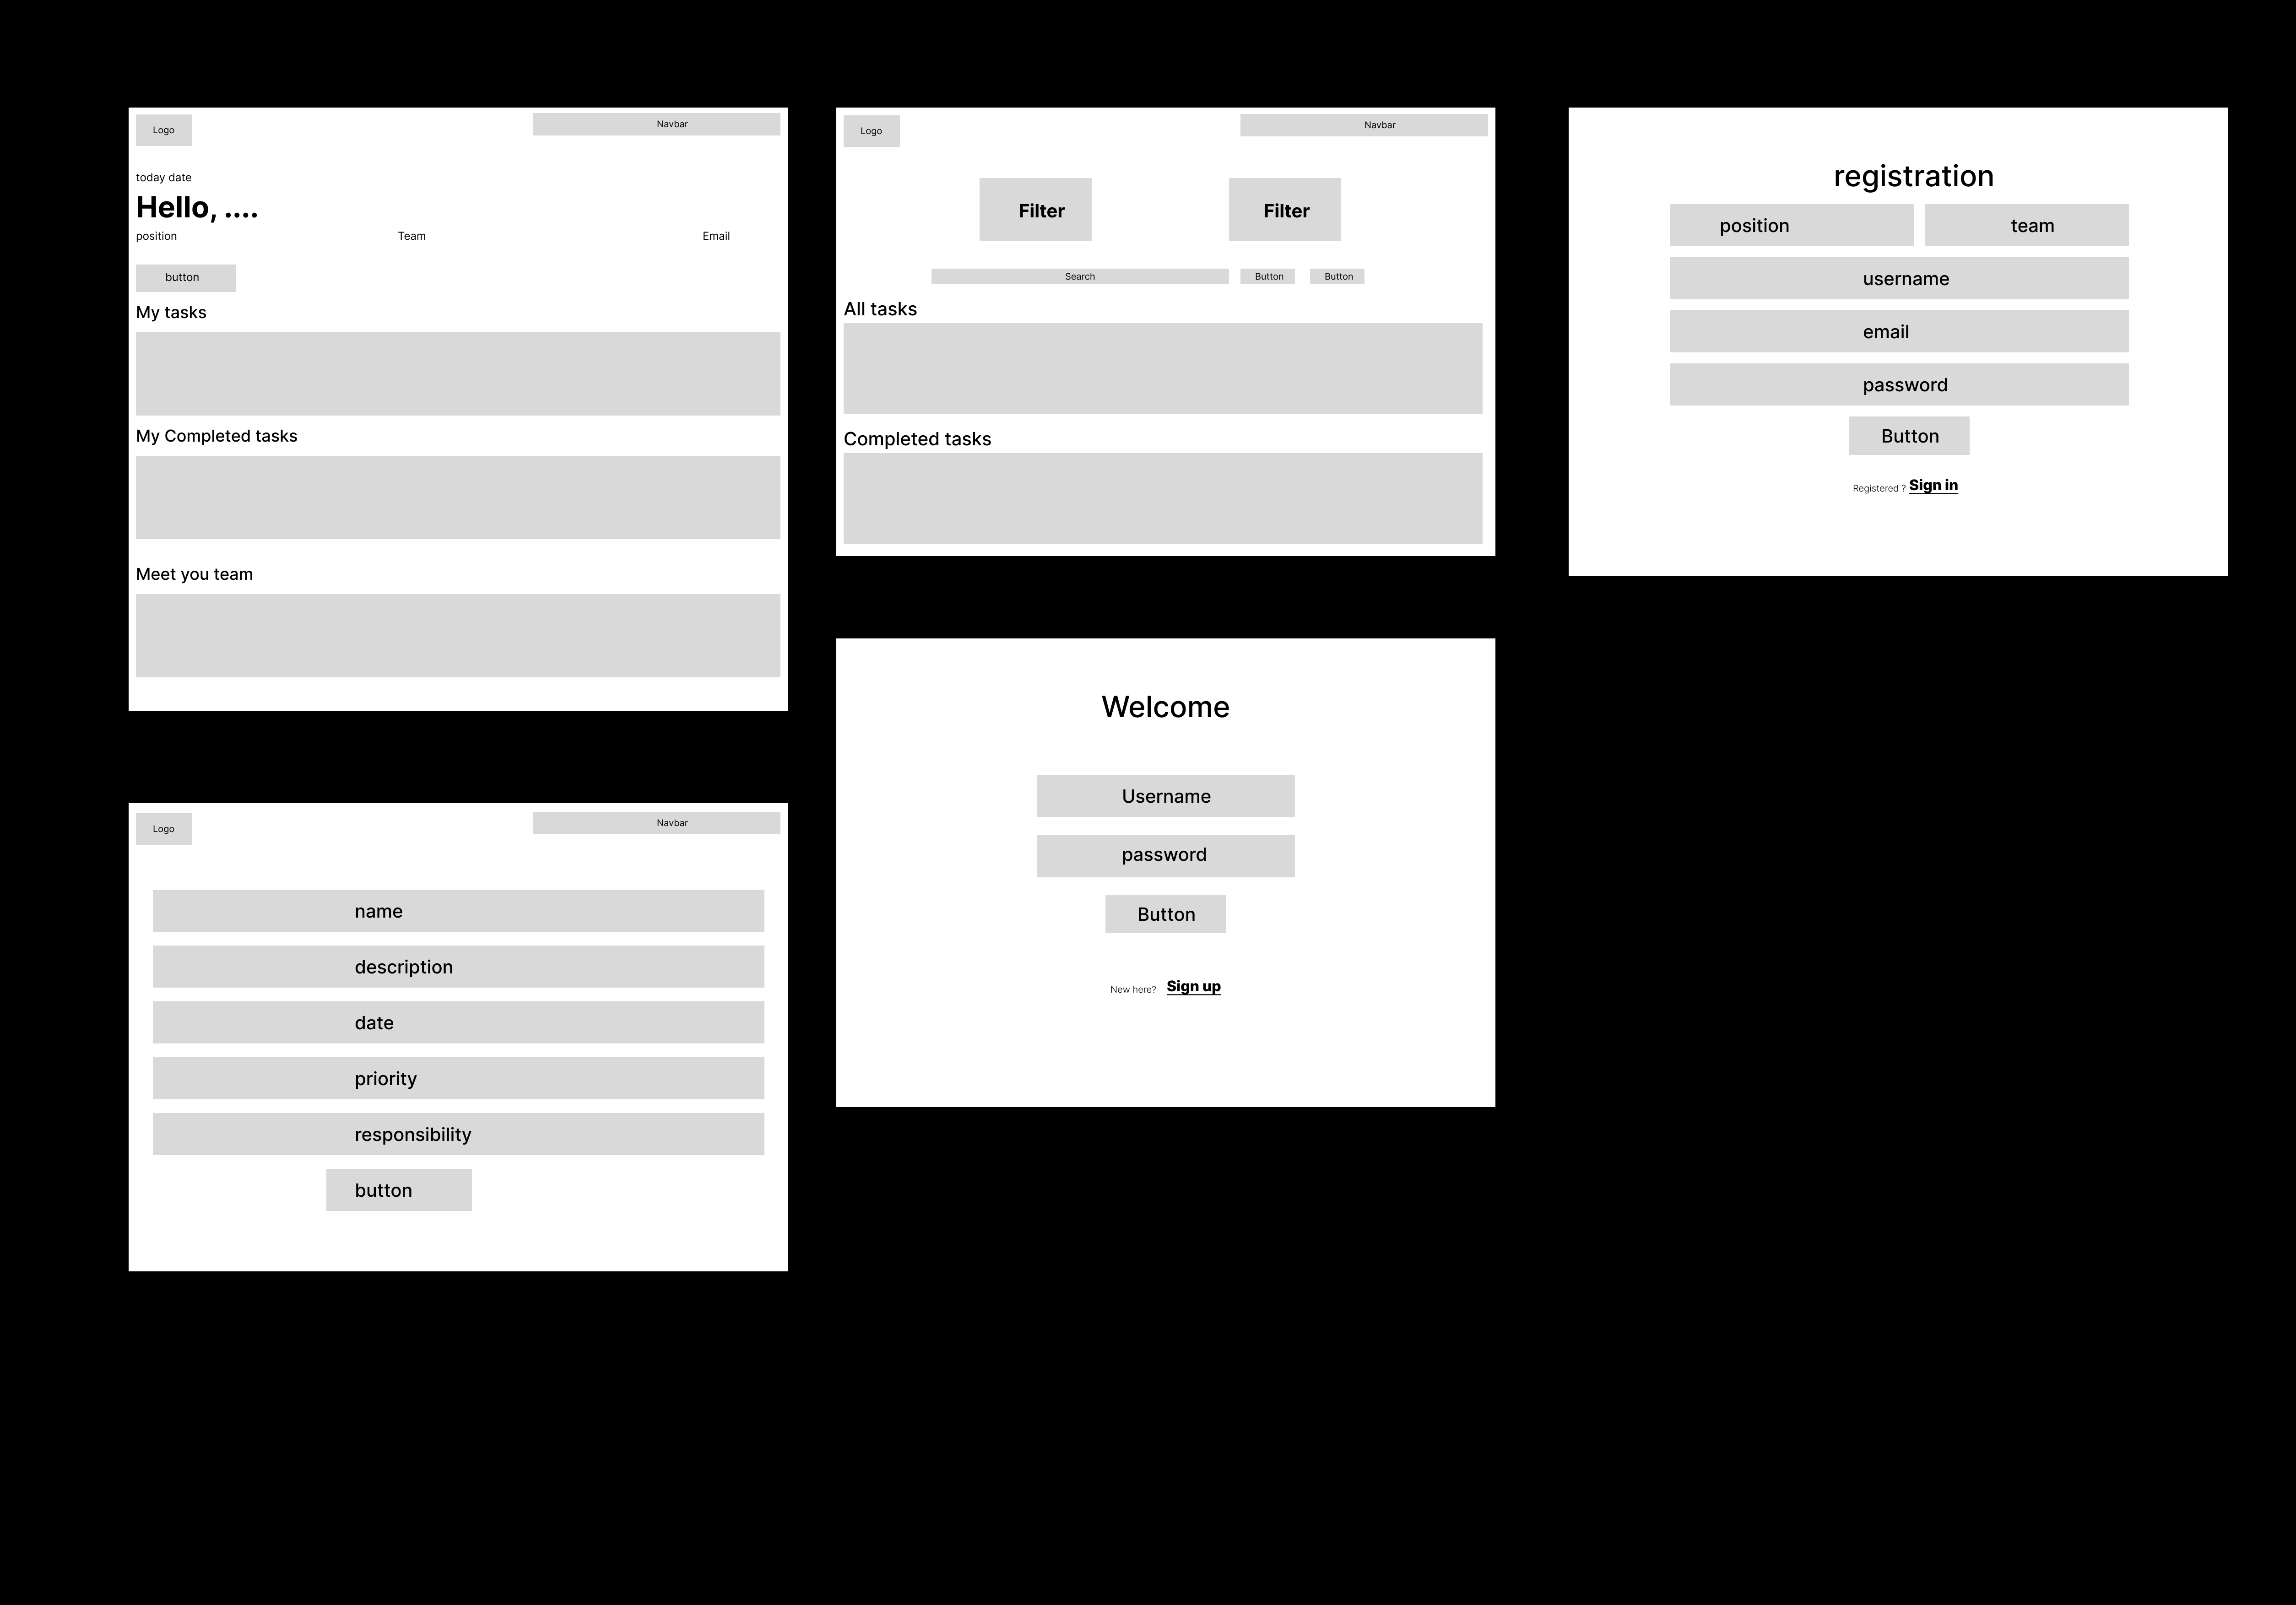 Logo
Navbar
today date
Hello, ....
position Team Email
button
My tasks
My Completed tasks
Meet you team
Logo
Navbar
Filter Filter
Search Button Button
All tasks
Completed tasks
registration
position team
username
email
password
Button
Registered ? Sign in
Logo
Navbar
name
description
date
priority
responsibility
button
Welcome
Username
password
Button
New here? Sign up